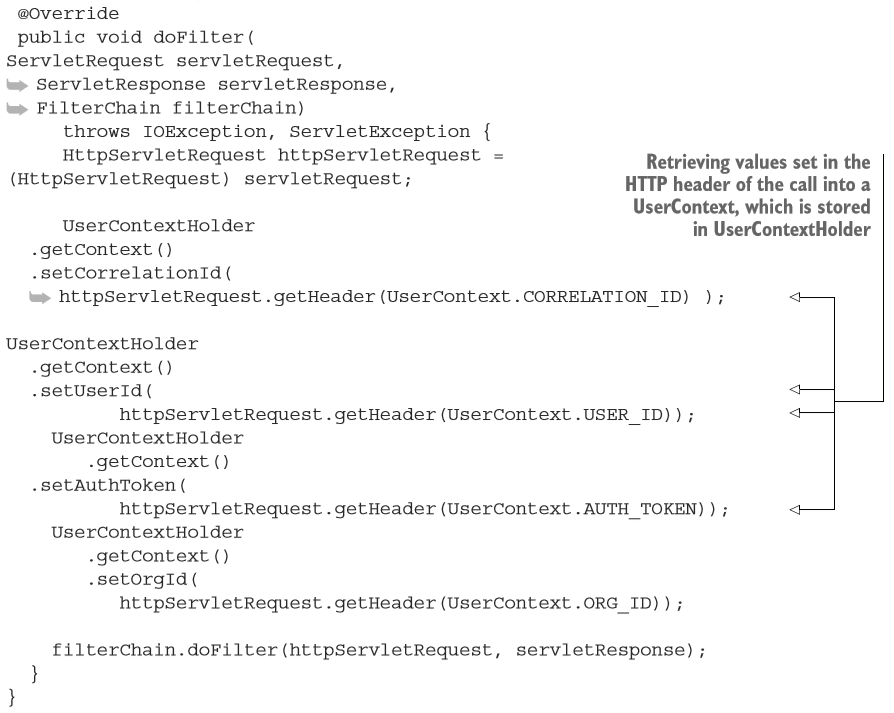 @Override
public void doFilter(
ServletRequest servletRequest,
➥ ServletResponse servletResponse,
➥ FilterChain filterChain)
throws IOException, ServletException {
HttpServletRequest httpServletRequest =
(HttpServletRequest) servletRequest;
Retrieving values set in the
HTTP header of the call into a
UserContext, which is stored
in UserContextHolder
UserContextHolder
.getContext()
.setCorrelationId(
➥ httpServletRequest.getHeader(UserContext.CORRELATION_ID) );
UserContextHolder
.getContext()
.setUserId(
httpServletRequest.getHeader(UserContext.USER_ID));
UserContextHolder
.getContext()
.setAuthToken(
httpServletRequest.getHeader(UserContext.AUTH_TOKEN));
UserContextHolder
.getContext()
.setOrgId(
httpServletRequest.getHeader(UserContext.ORG_ID));
filterChain.doFilter(httpServletRequest, servletResponse);
}
}